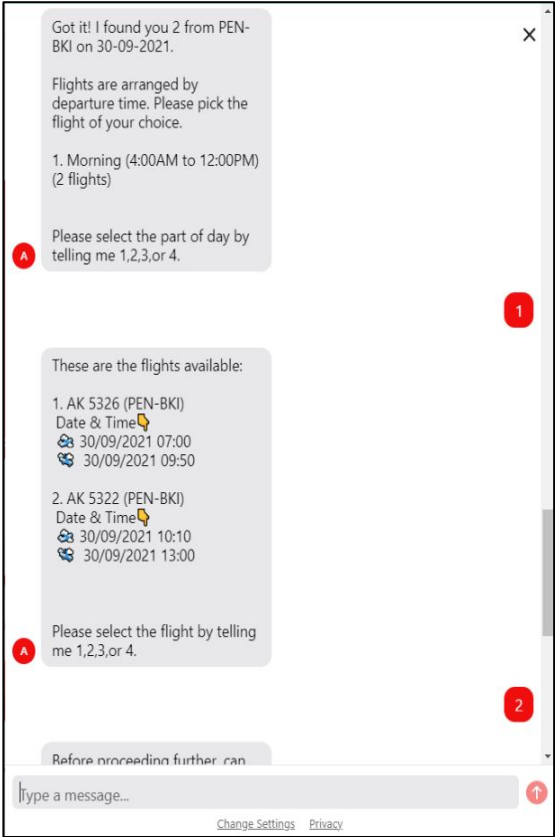 Got it! I found you 2 from PEN-
BKI on 30-09-2021.
Flights are arranged by
departure time. Please pick the
flight of your choice.
1. Morning (4:00AM to 12:00PM)
(2 flights)
Please select the part of day by
telling me 1,2,3,or 4.
A
1
These are the flights available:
1. AK 5326 (PEN-BKI)
Date & Time👇
30/09/2021 07:00
30/09/2021 09:50
2. AK 5322 (PEN-BKI)
Date & Time👇
30/09/2021 10:10
30/09/2021 13:00
Please select the flight by telling
me 1,2,3,or 4.
A
2
Before proceeding further, can
Type a message...
Change Settings Privacy